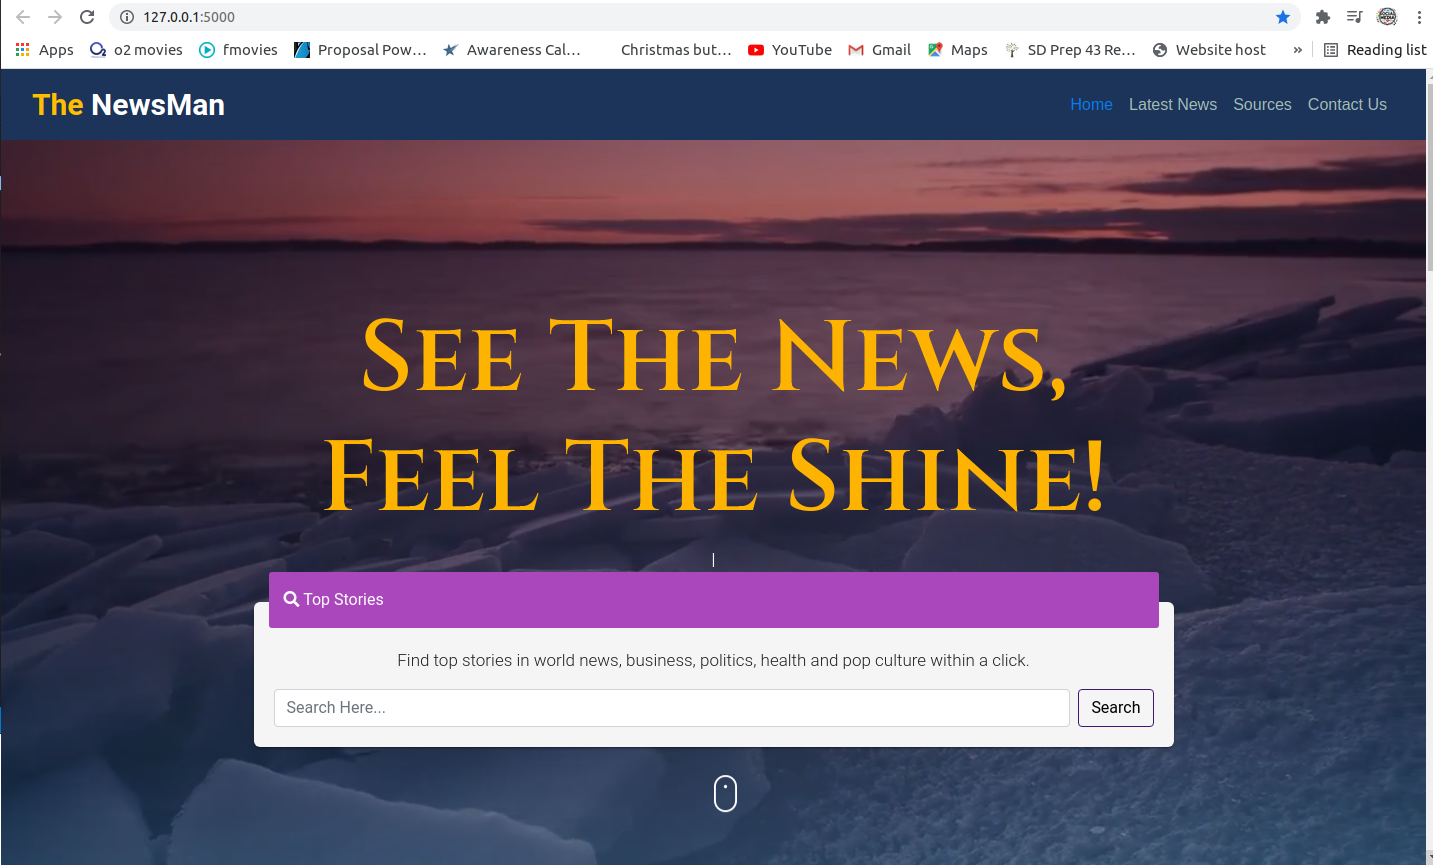 127.0.0.1:5000
Apps o2 movies fmovies Proposal Pow... Awareness Cal... Christmas but... YouTube Gmail Maps SD Prep 43 Re... Website host » Reading list
The NewsMan Home Latest News Sources Contact Us
See The News,
Feel The Shine!
Top Stories
Find top stories in world news, business, politics, health and pop culture within a click.
Search Here... Search